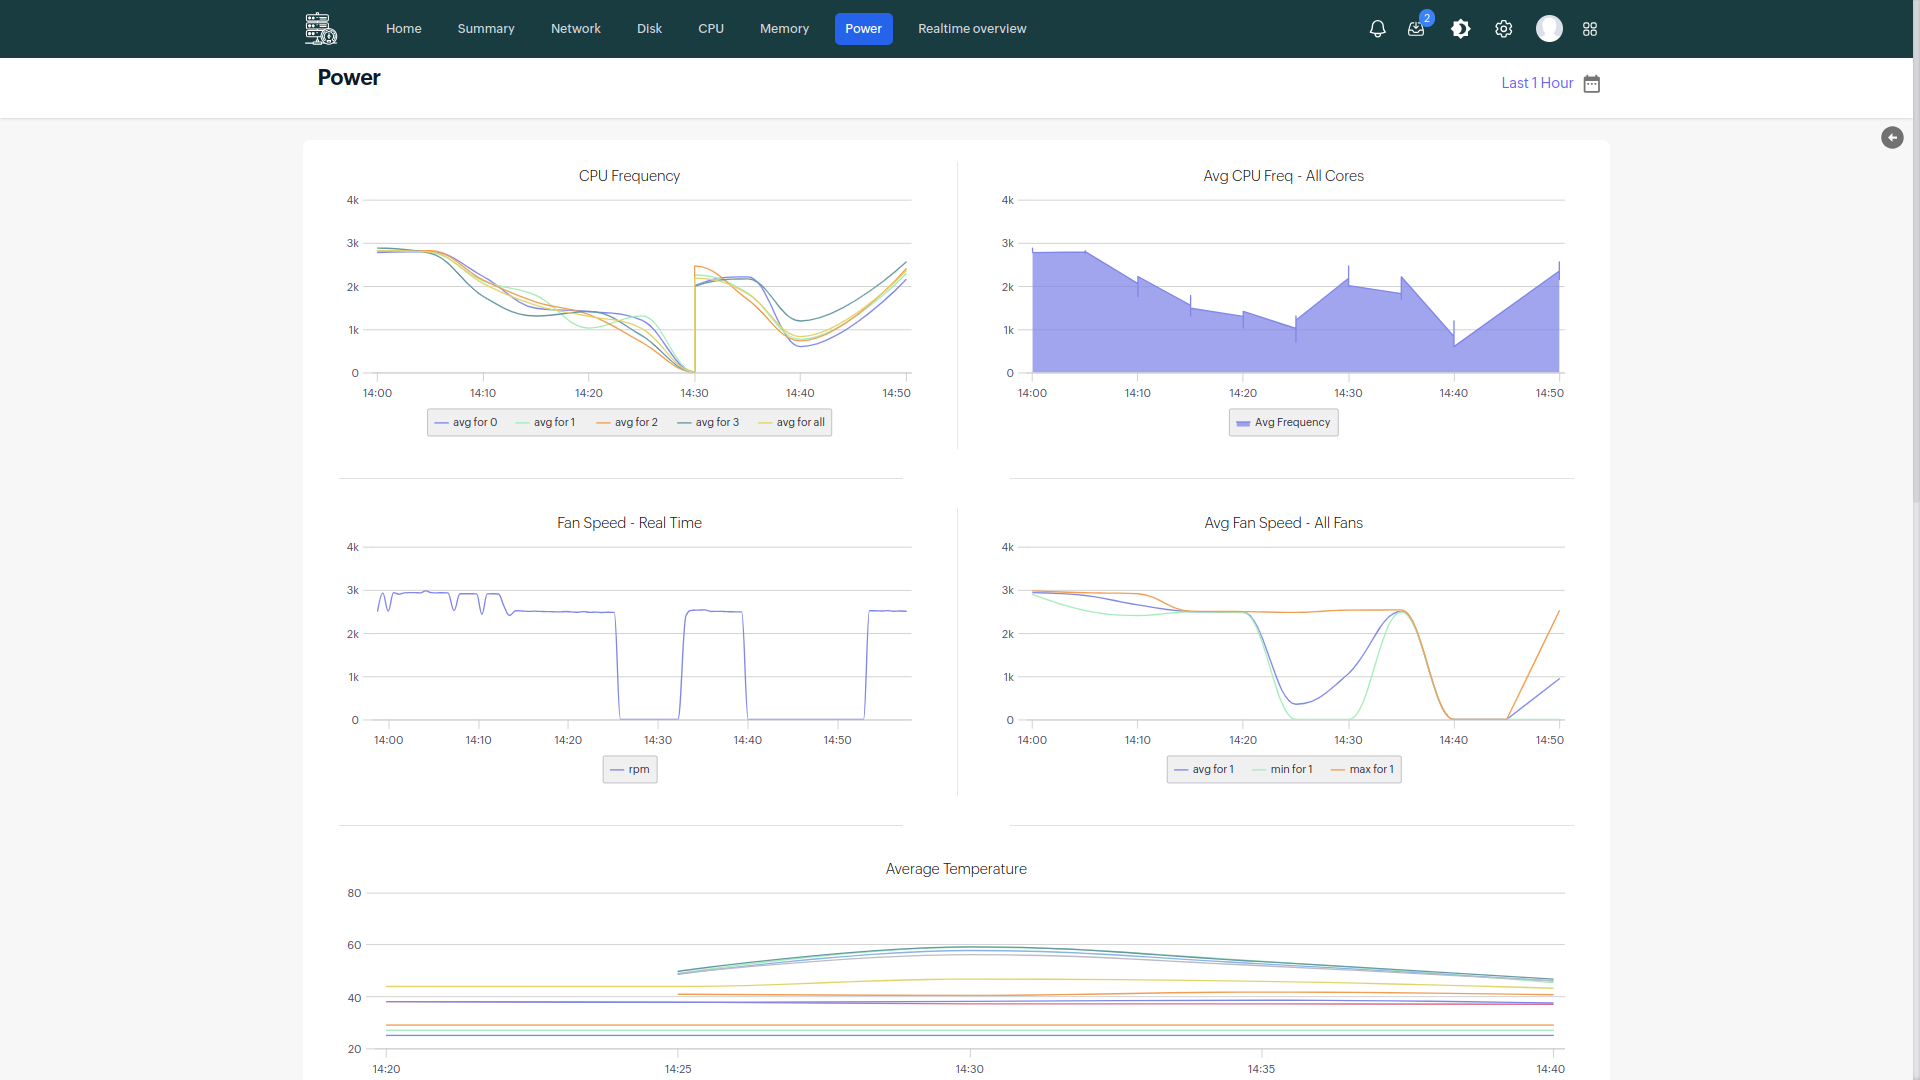 Home Summary Network Disk CPU Memory Power Realtime overview 2
Power
Last 1 Hour
CPU Frequency
4k
3k
2k
1k
0
14:00 14:10 14:20 14:30 14:40 14:50
avg for 0 avg for 1 avg for 2 avg for 3 avg for all
Avg CPU Freq - All Cores
4k
3k
2k
1k
0
14:00 14:10 14:20 14:30 14:40 14:50
Avg Frequency
Fan Speed - Real Time
4k
3k
2k
1k
0
14:00 14:10 14:20 14:30 14:40 14:50
rpm
Avg Fan Speed - All Fans
4k
3k
2k
1k
0
14:00 14:10 14:20 14:30 14:40 14:50
avg for 1 min for 1 max for 1
Average Temperature
80
60
40
20
14:20 14:25 14:30 14:35 14:40